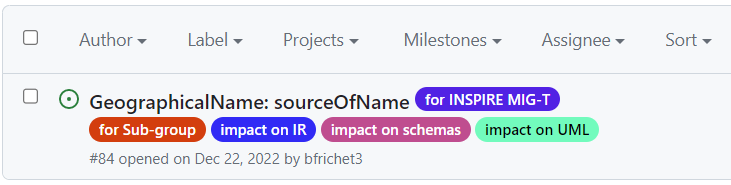 Author Label Projects Milestones Assignee Sort
GeographicalName: sourceOfName for INSPIRE MIG-T
for Sub-group impact on IR impact on schemas impact on UML
#84 opened on Dec 22, 2022 by bfrichet3